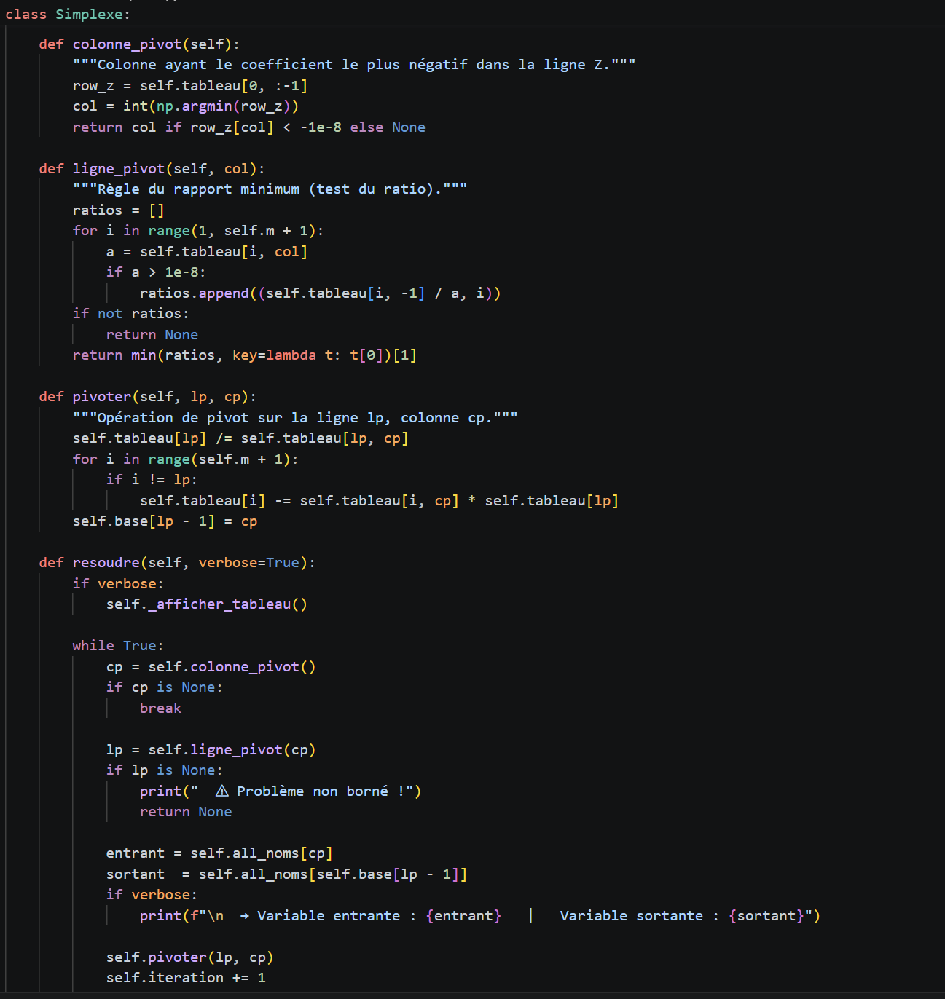 class Simplexe:
    def colonne_pivot(self):
        """Colonne ayant le coefficient le plus négatif dans la ligne Z."""
        row_z = self.tableau[0, :-1]
        col = int(np.argmin(row_z))
        return col if row_z[col] < -1e-8 else None
    def ligne_pivot(self, col):
        """Règle du rapport minimum (test du ratio)."""
        ratios = []
        for i in range(1, self.m + 1):
            a = self.tableau[i, col]
            if a > 1e-8:
                ratios.append((self.tableau[i, -1] / a, i))
        if not ratios:
            return None
        return min(ratios, key=lambda t: t[0])[1]
    def pivoter(self, lp, cp):
        """Opération de pivot sur la ligne lp, colonne cp."""
        self.tableau[lp] /= self.tableau[lp, cp]
        for i in range(self.m + 1):
            if i != lp:
                self.tableau[i] -= self.tableau[i, cp] * self.tableau[lp]
        self.base[lp - 1] = cp
    def resoudre(self, verbose=True):
        if verbose:
            self._afficher_tableau()
        while True:
            cp = self.colonne_pivot()
            if cp is None:
                break
            lp = self.ligne_pivot(cp)
            if lp is None:
                print("  ⚠ Problème non borné !")
                return None
            entrant = self.all_noms[cp]
            sortant  = self.all_noms[self.base[lp - 1]]
            if verbose:
                print(f"\n  → Variable entrante : {entrant}   |   Variable sortante : {sortant}")
            self.pivoter(lp, cp)
            self.iteration += 1